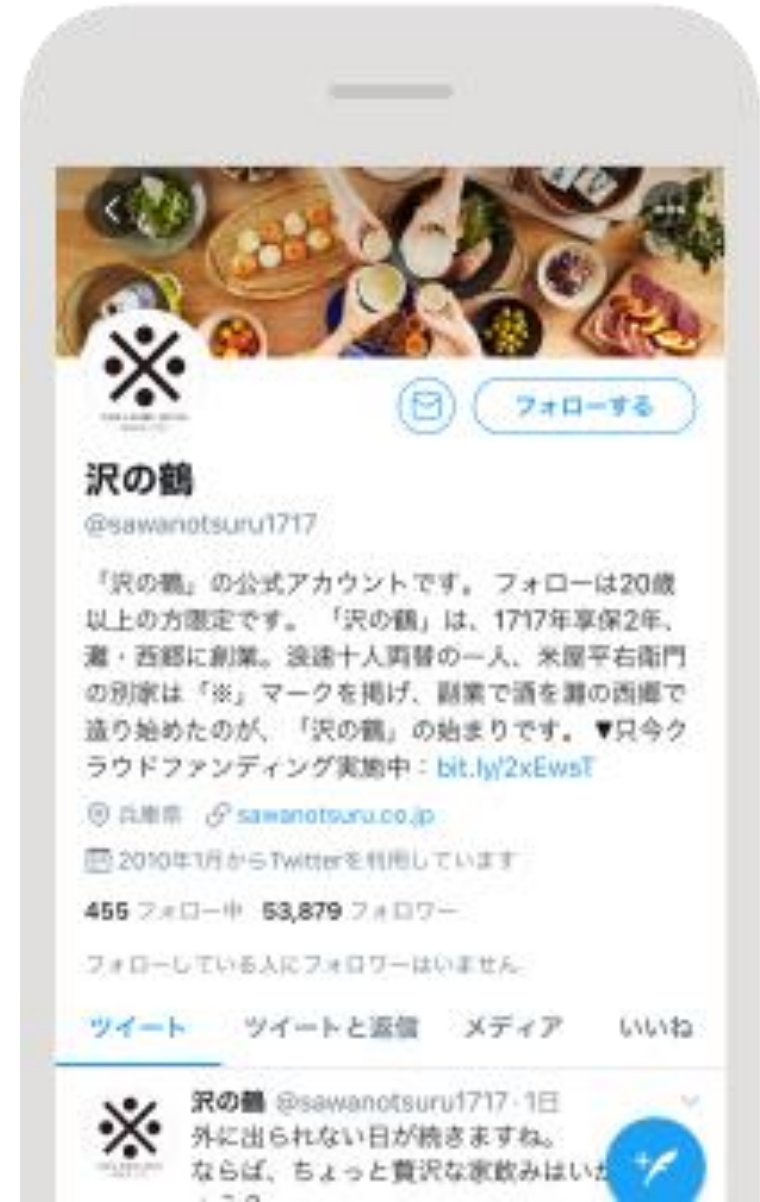 フォローする
沢の鶴
@sawanotsuru1717
「沢の鶴」の公式アカウントです。 フォローは20歳
以上の方限定です。 「沢の鶴」は、1717年享保2年、
灘・西郷に創業。浪速十人両替の一人、米屋平右衛門
の別家は「※」マークを掲げ、副業で酒を灘の西郷で
造り始めたのが、「沢の鶴」の始まりです。 ▼只今ク
ラウドファンディング実施中：bit.ly/2xEwsT
兵庫県 sawanotsuru.co.jp
2010年1月からTwitterを利用しています
455 フォロー中 53,879 フォロワー
フォローしている人にフォロワーはいません
ツイート ツイートと返信 メディア いいね
沢の鶴 @sawanotsuru1717·1日
外に出られない日が続きますね。
ならば、ちょっと贅沢な家飲みはいか